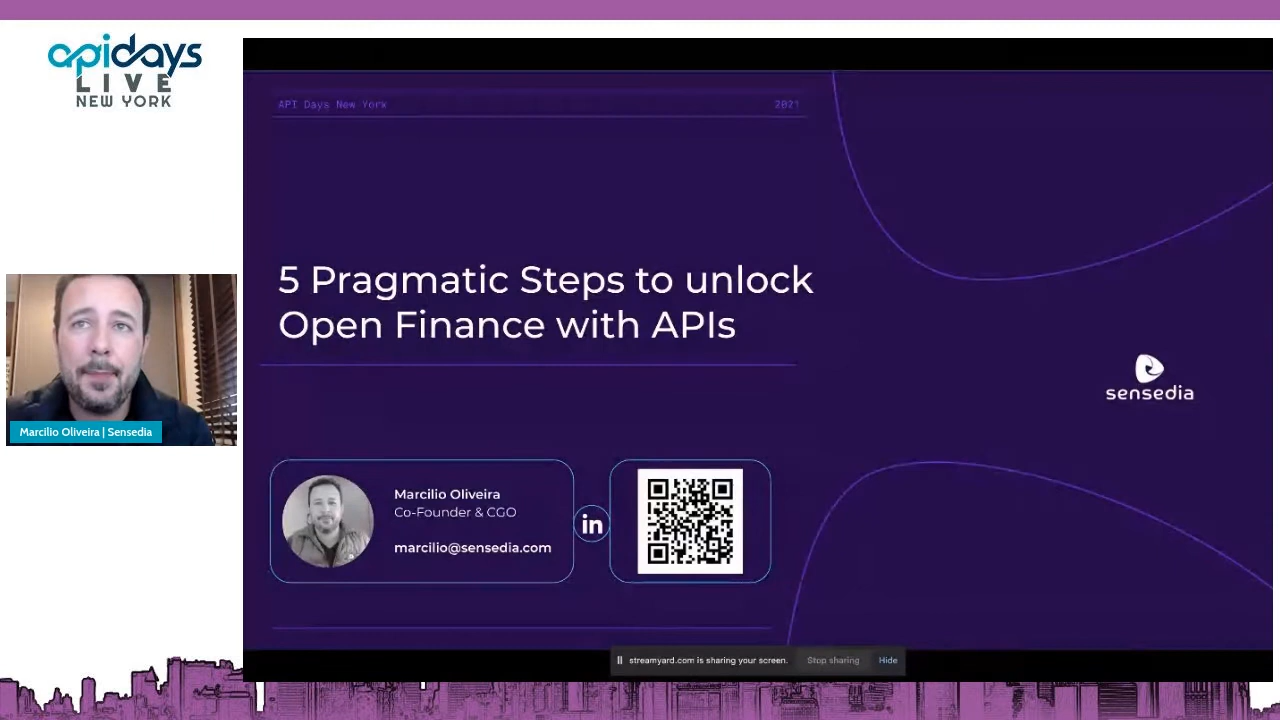 apidays
LIVE
NEW YORK
API Days New York
2021
5 Pragmatic Steps to unlock
Open Finance with APIs
sensedia
Marcilio Oliveira | Sensedia
Marcilio Oliveira
Co-Founder & CGO
marcilio@sensedia.com
in
streamyard.com is sharing your screen.
Stop sharing
Hide